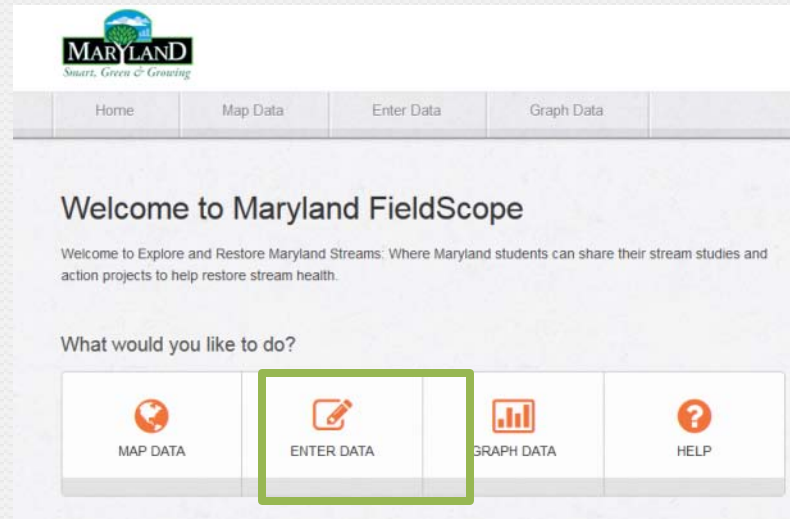 MARYLAND
Smart, Green & Growing
Home Map Data Enter Data Graph Data
Welcome to Maryland FieldScope
Welcome to Explore and Restore Maryland Streams: Where Maryland students can share their stream studies and
action projects to help restore stream health.
What would you like to do?
MAP DATA ENTER DATA GRAPH DATA HELP